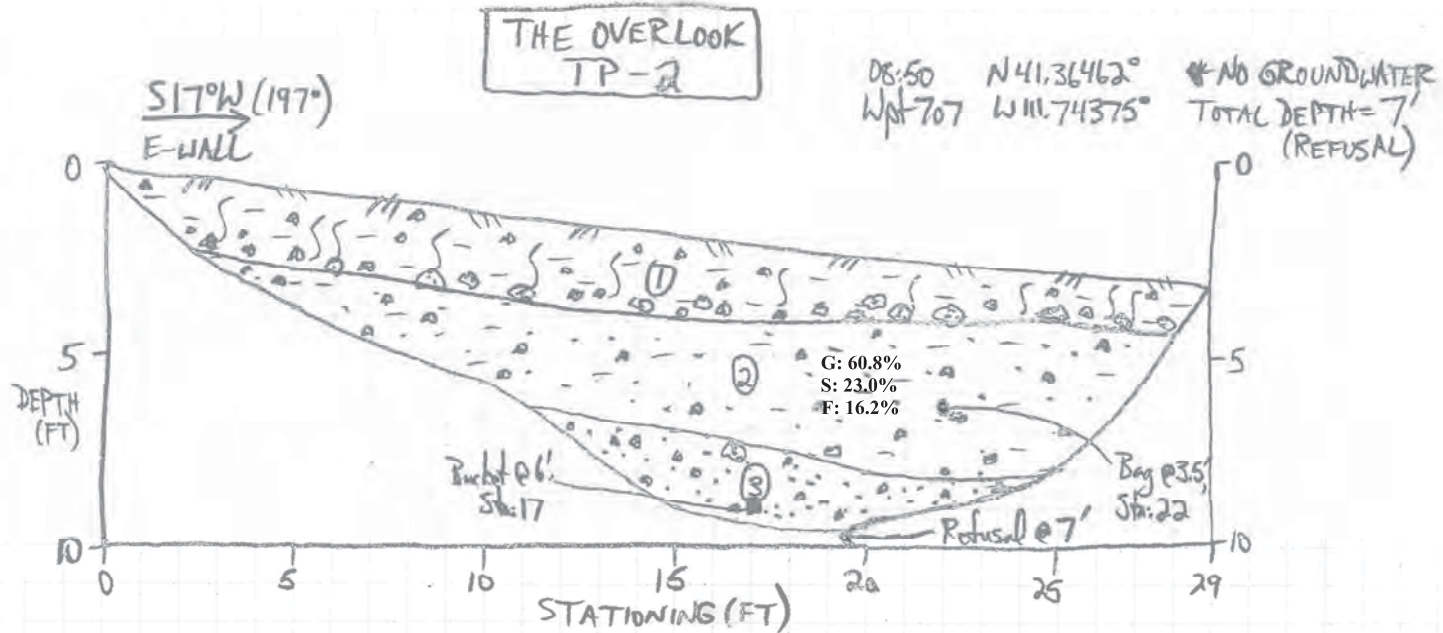 THE OVERLOOK
TP-2
S17°W (197°)
E-WALL
08:50 N41.36462° * NO GROUNDWATER
Wpt 707 W111.74375° TOTAL DEPTH = 7'
(REFUSAL)
0
0
1
5
5
2
G: 60.8%
S: 23.0%
F: 16.2%
DEPTH
(FT)
Bucket @ 6',
Sta: 17
3
Bag @ 3.5',
Sta: 22
Refusal @ 7'
10
10
0 5 10 15 20 25 29
STATIONING (FT)